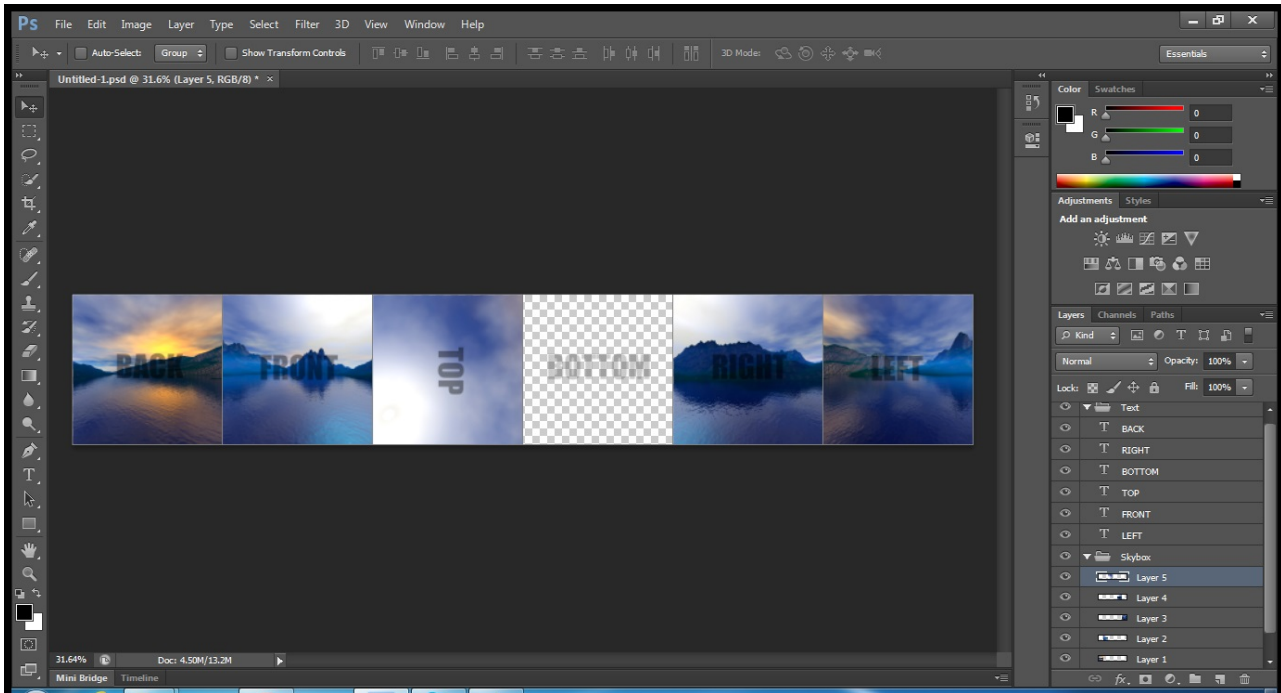 Ps File Edit Image Layer Type Select Filter 3D View Window Help
Auto-Select: Group Show Transform Controls 3D Mode: Essentials
Untitled-1.psd @ 31.6% (Layer 5, RGB/8) * ×
Color Swatches
R 0
G 0
B 0
Adjustments Styles
Add an adjustment
BACK FRONT TOP BOTTOM RIGHT LEFT
Layers Channels Paths
Kind
Normal Opacity: 100%
Lock: Fill: 100%
Text
T BACK
T RIGHT
T BOTTOM
T TOP
T FRONT
T LEFT
Skybox
Layer 5
Layer 4
Layer 3
Layer 2
Layer 1
31.64% Doc: 4.50M/13.2M
Mini Bridge Timeline
fx.